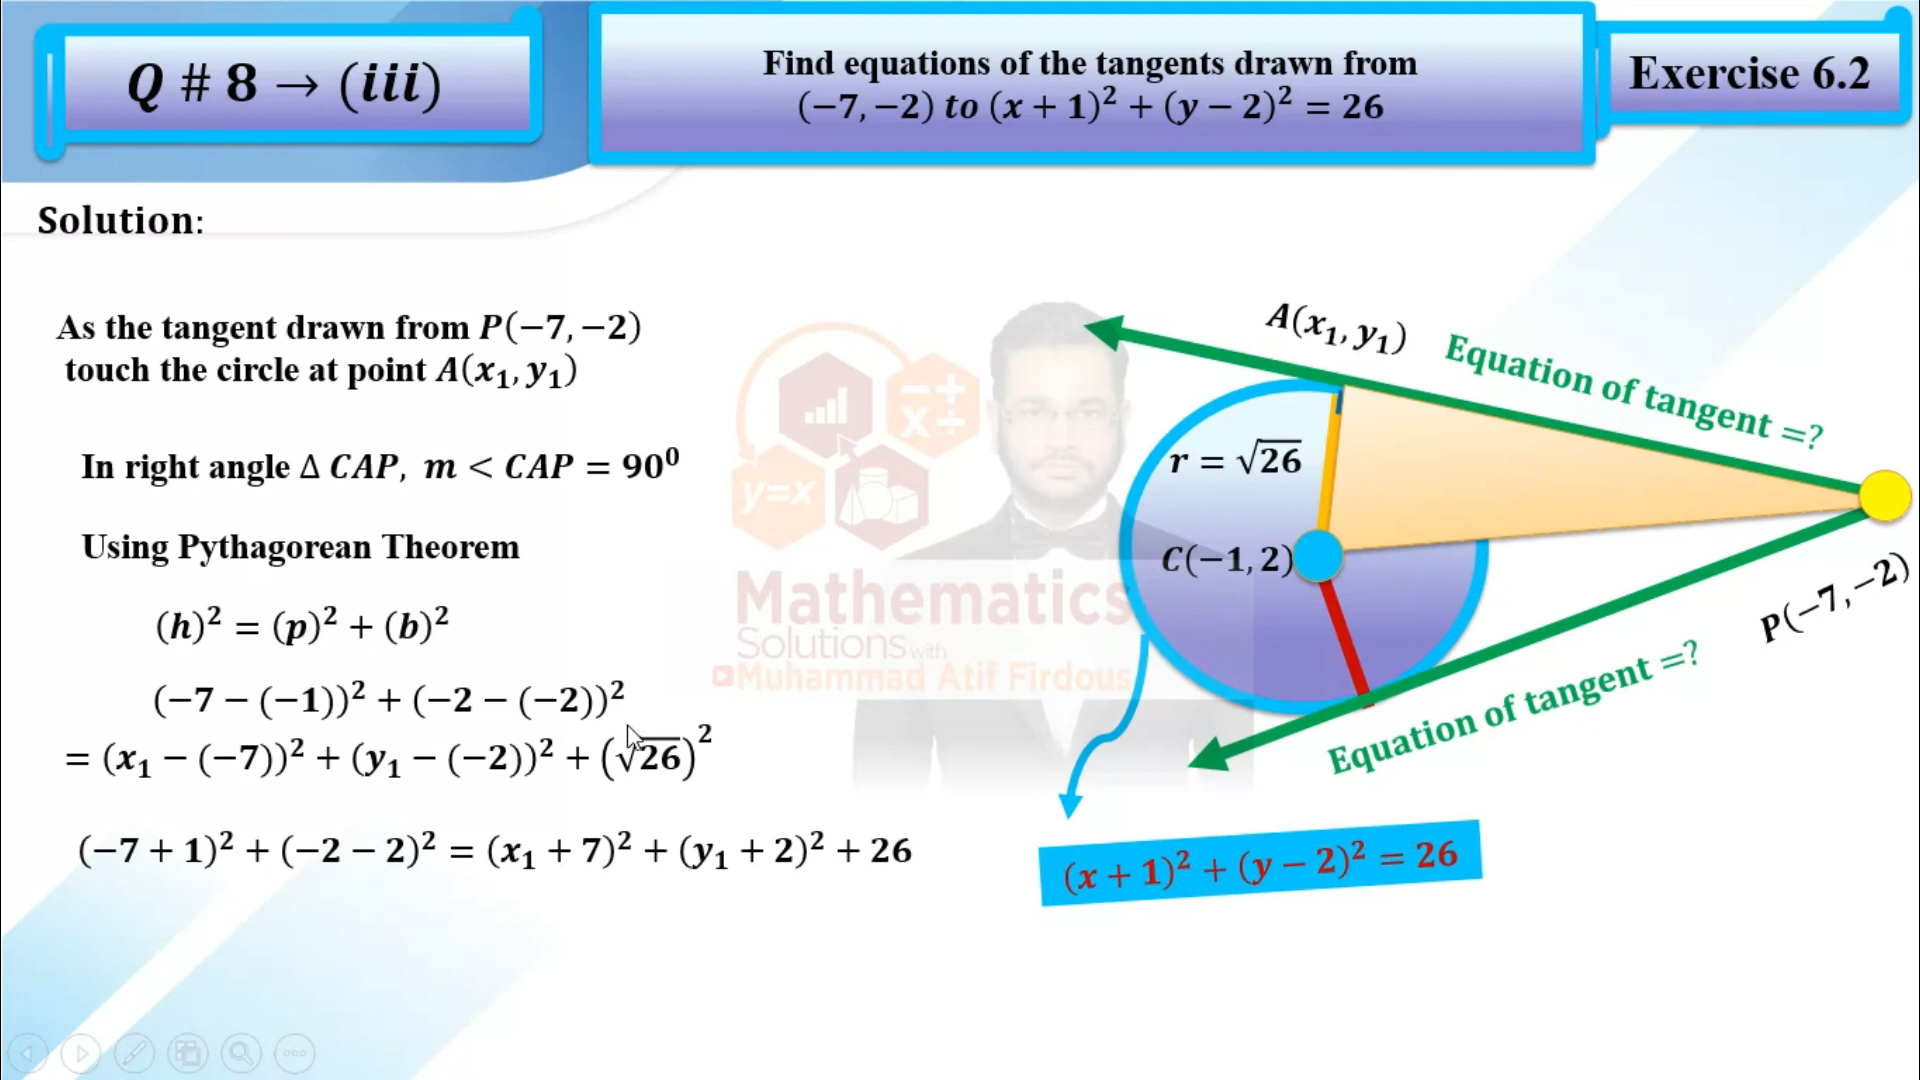 Q # 8 → (iii)
Find equations of the tangents drawn from
(−7, −2) to (x + 1)² + (y − 2)² = 26
Exercise 6.2
Solution:
As the tangent drawn from P(−7, −2)
touch the circle at point A(x₁, y₁)
In right angle Δ CAP, m < CAP = 90⁰
Using Pythagorean Theorem
(h)² = (p)² + (b)²
(−7 − (−1))² + (−2 − (−2))²
= (x₁ − (−7))² + (y₁ − (−2))² + (√26)²
(−7 + 1)² + (−2 − 2)² = (x₁ + 7)² + (y₁ + 2)² + 26
A(x₁, y₁)
Equation of tangent =?
r = √26
C(−1, 2)
P(−7, −2)
Equation of tangent =?
(x + 1)² + (y − 2)² = 26
y=x
Mathematics
Solutions with
Muhammad Atif Firdous